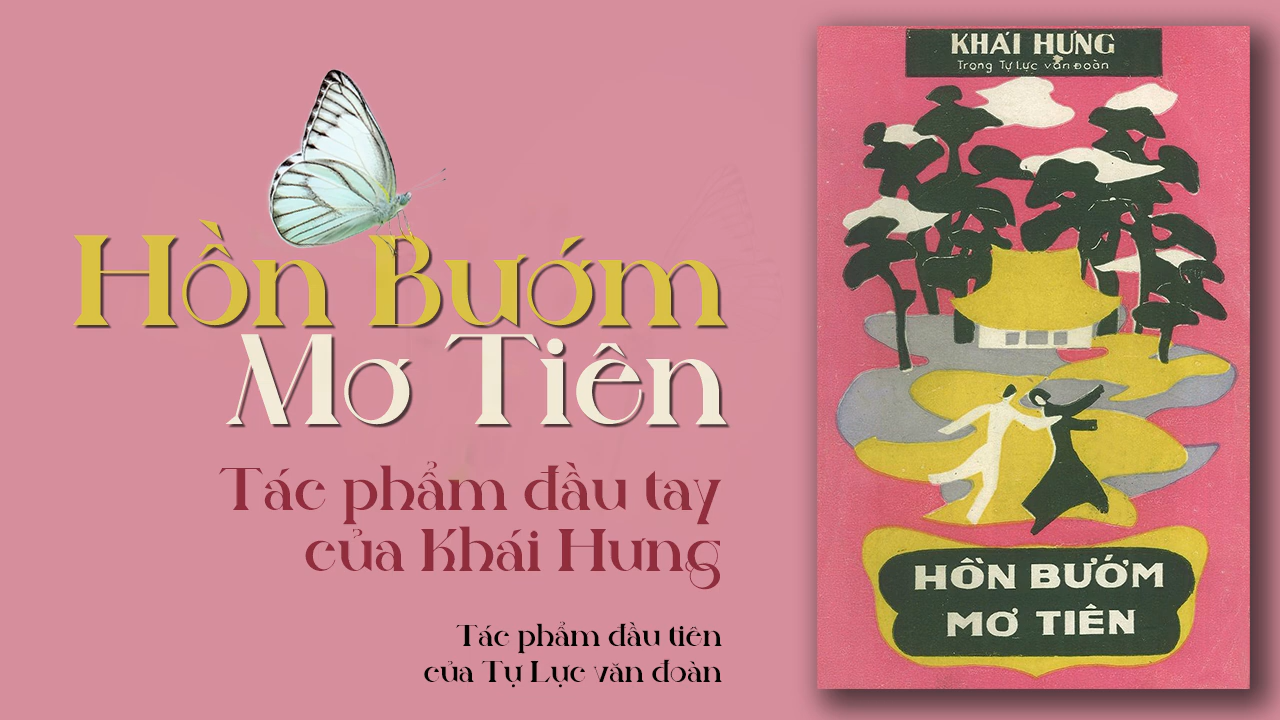 Hồn Bướm
Mơ Tiên
Tác phẩm đầu tay
của Khái Hưng
Tác phẩm đầu tiên
của Tự Lực văn đoàn
KHÁI HƯNG
Trong Tự Lực văn đoàn
HỒN BƯỚM
MƠ TIÊN